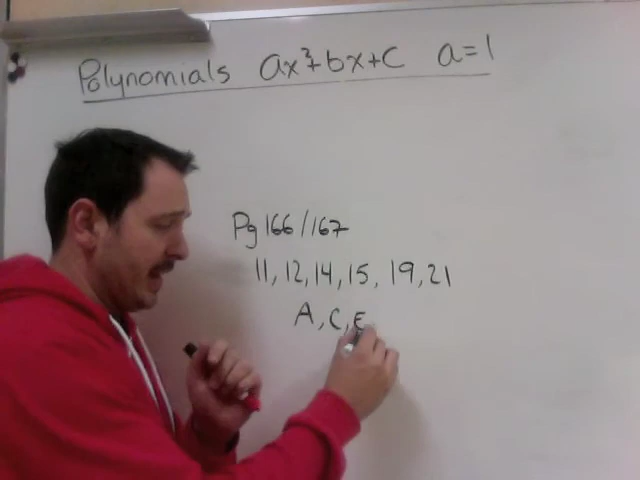 Polynomials ax²+bx+c a=1
Pg 166/167
11, 12, 14, 15, 19, 21
A, C, E